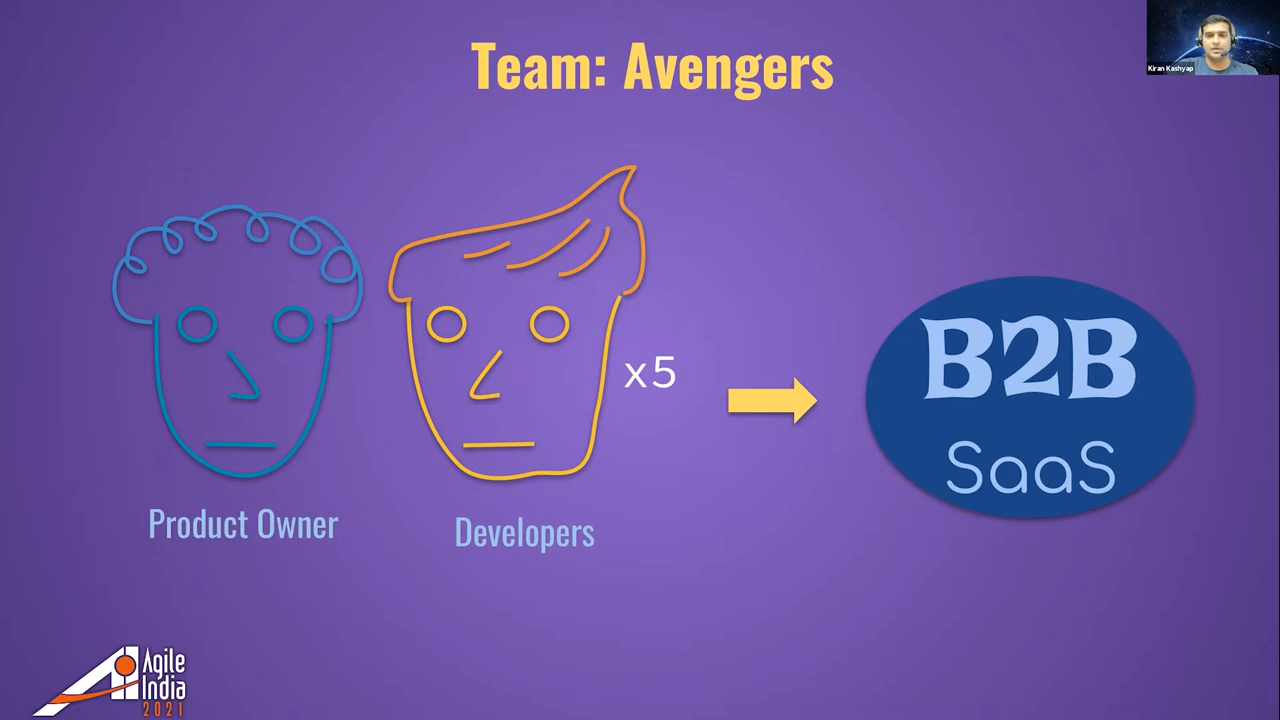 Team: Avengers
Kiran Kashyap
x5
B2B
SaaS
Product Owner
Developers
Agile
India
2021